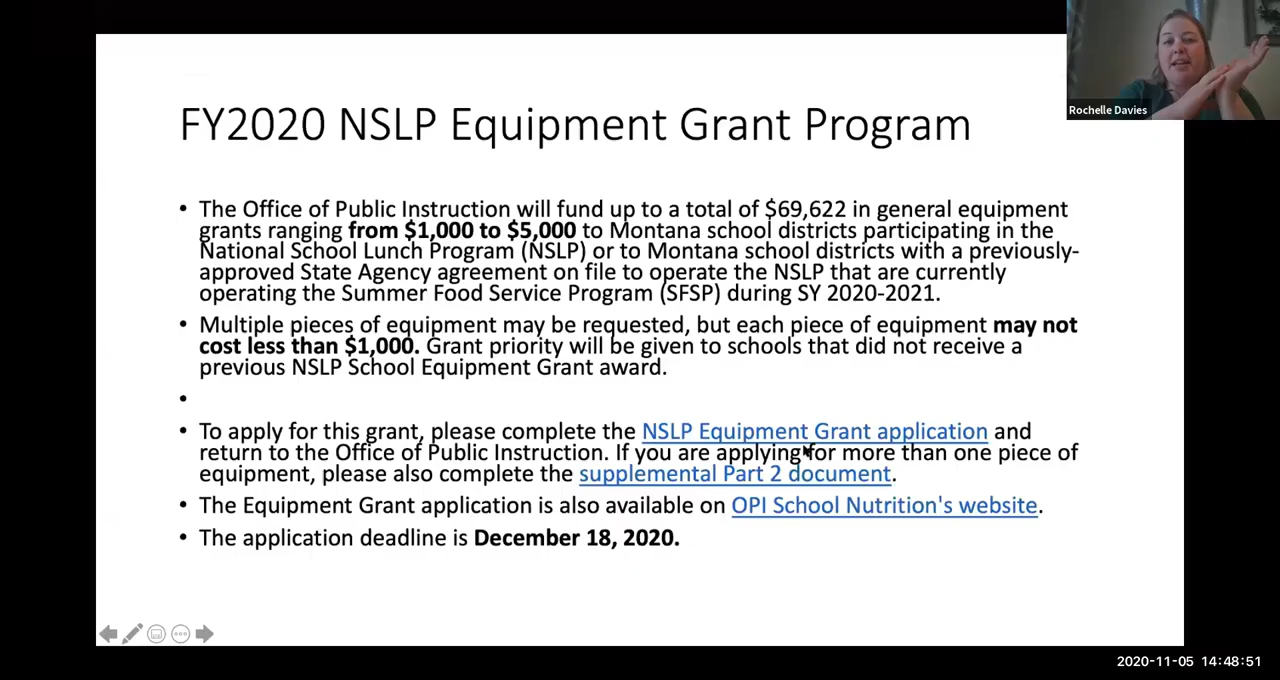 Rochelle Davies
FY2020 NSLP Equipment Grant Program
• The Office of Public Instruction will fund up to a total of $69,622 in general equipment
grants ranging from $1,000 to $5,000 to Montana school districts participating in the
National School Lunch Program (NSLP) or to Montana school districts with a previously-
approved State Agency agreement on file to operate the NSLP that are currently
operating the Summer Food Service Program (SFSP) during SY 2020-2021.
• Multiple pieces of equipment may be requested, but each piece of equipment may not
cost less than $1,000. Grant priority will be given to schools that did not receive a
previous NSLP School Equipment Grant award.
•
• To apply for this grant, please complete the NSLP Equipment Grant application and
return to the Office of Public Instruction. If you are applying for more than one piece of
equipment, please also complete the supplemental Part 2 document.
• The Equipment Grant application is also available on OPI School Nutrition's website.
• The application deadline is December 18, 2020.
2020-11-05 14:48:51